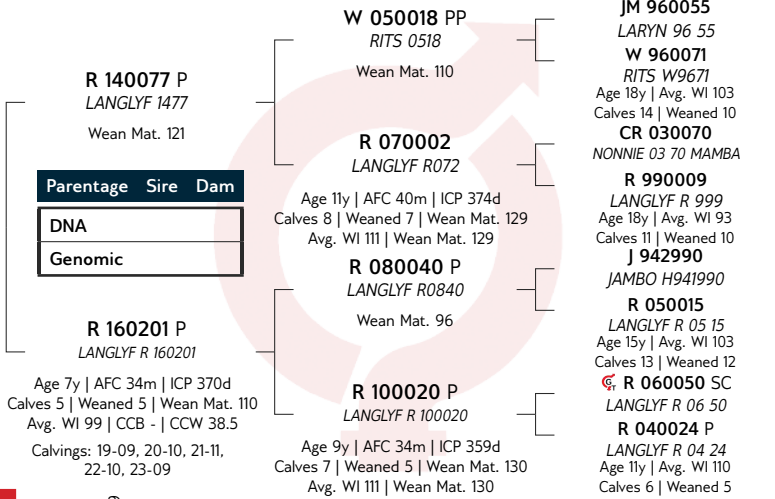 R 140077 P
LANGLYF 1477
Wean Mat. 121
Parentage Sire Dam
DNA
Genomic
R 160201 P
LANGLYF R 160201
Age 7y | AFC 34m | ICP 370d
Calves 5 | Weaned 5 | Wean Mat. 110
Avg. WI 99 | CCB - | CCW 38.5
Calvings: 19-09, 20-10, 21-11,
22-10, 23-09
W 050018 PP
RITS 0518
Wean Mat. 110
R 070002
LANGLYF R072
Age 11y | AFC 40m | ICP 374d
Calves 8 | Weaned 7 | Wean Mat. 129
Avg. WI 111 | Wean Mat. 129
R 080040 P
LANGLYF R0840
Wean Mat. 96
R 100020 P
LANGLYF R 100020
Age 9y | AFC 34m | ICP 359d
Calves 7 | Weaned 5 | Wean Mat. 130
Avg. WI 111 | Wean Mat. 130
JM 960055
LARYN 96 55
W 960071
RITS W9671
Age 18y | Avg. WI 103
Calves 14 | Weaned 10
CR 030070
NONNIE 03 70 MAMBA
R 990009
LANGLYF R 999
Age 18y | Avg. WI 93
Calves 11 | Weaned 10
J 942990
JAMBO H941990
R 050015
LANGLYF R 05 15
Age 15y | Avg. WI 103
Calves 13 | Weaned 12
R 060050 SC
LANGLYF R 06 50
R 040024 P
LANGLYF R 04 24
Age 11y | Avg. WI 110
Calves 6 | Weaned 5